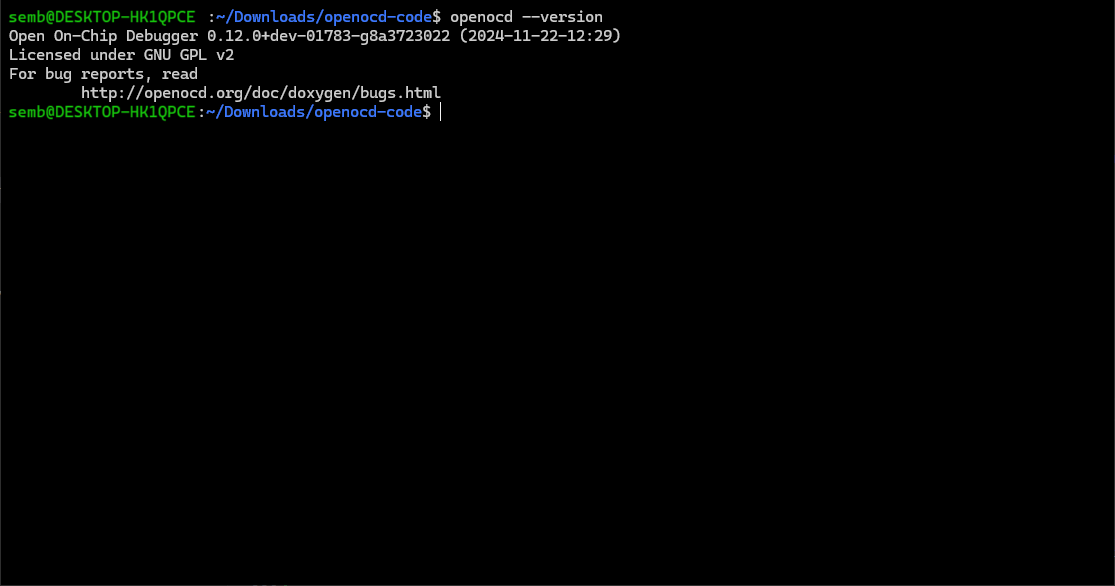 semb@DESKTOP-HK1QPCE :~/Downloads/openocd-code$ openocd --version
Open On-Chip Debugger 0.12.0+dev-01783-g8a3723022 (2024-11-22-12:29)
Licensed under GNU GPL v2
For bug reports, read
        http://openocd.org/doc/doxygen/bugs.html
semb@DESKTOP-HK1QPCE:~/Downloads/openocd-code$